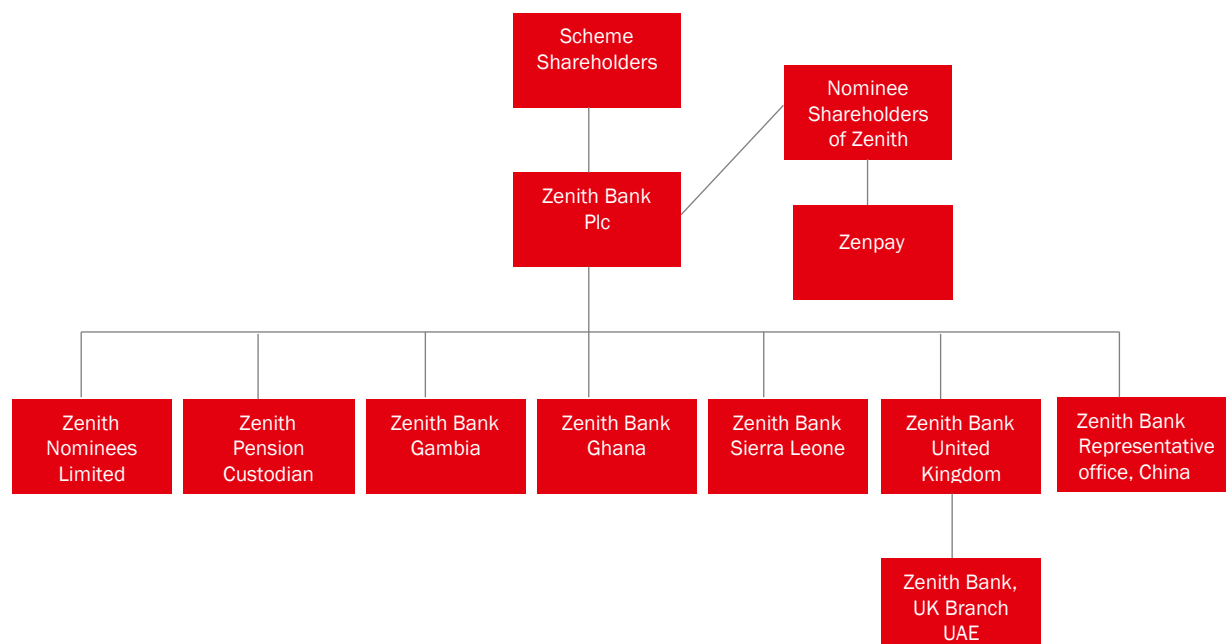 Scheme
Shareholders
Nominee
Shareholders
of Zenith
Zenith Bank
Plc
Zenpay
Zenith
Nominees
Limited
Zenith
Pension
Custodian
Zenith Bank
Gambia
Zenith Bank
Ghana
Zenith Bank
Sierra Leone
Zenith Bank
United
Kingdom
Zenith Bank
Representative
office, China
Zenith Bank,
UK Branch
UAE